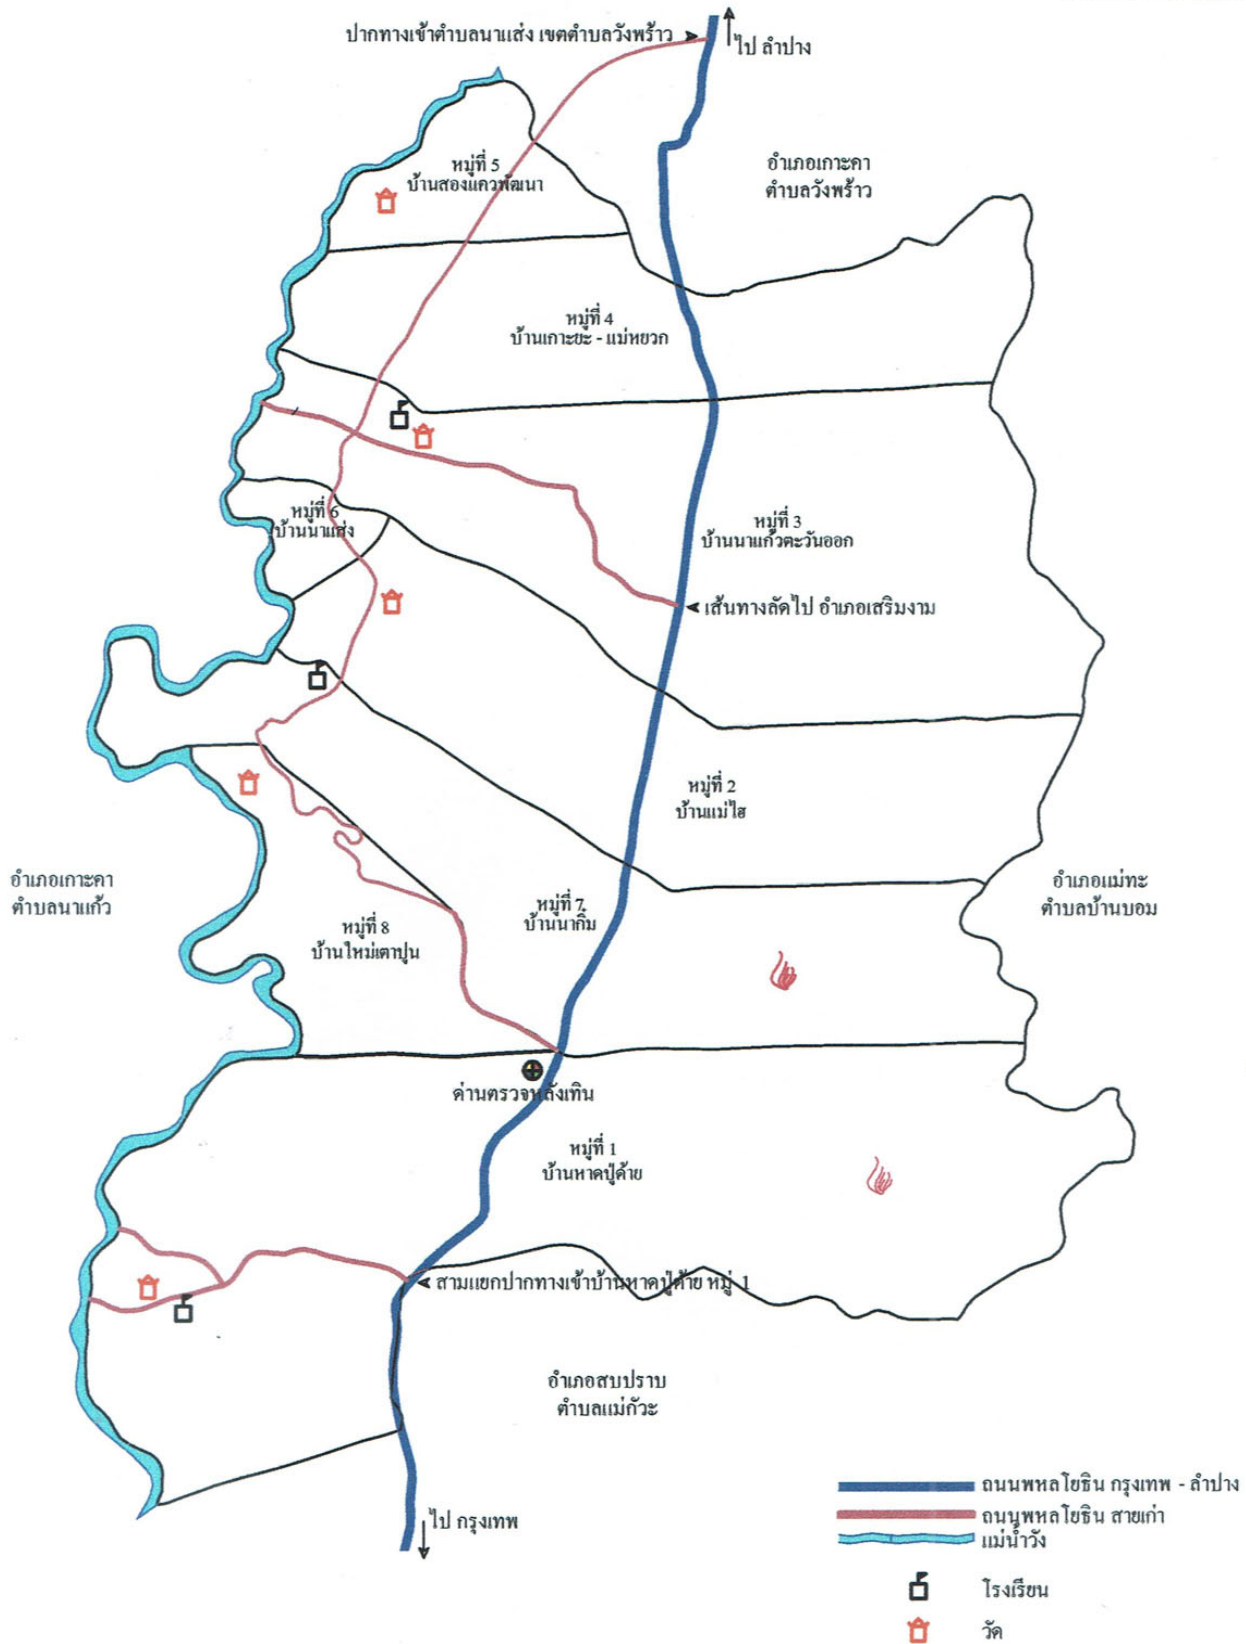 ปากทางเข้าตำบลนาแส่ง เขตตำบลวังพร้าว
ไป ลำปาง
อำเภอเกาะคา
ตำบลวังพร้าว
หมู่ที่ 5
บ้านสองแควพัฒนา
หมู่ที่ 4
บ้านเกาะยะ - แม่หยวก
หมู่ที่ 6
บ้านนาแส่ง
หมู่ที่ 3
บ้านนาแก้วตะวันออก
เส้นทางลัดไป อำเภอเสริมงาม
หมู่ที่ 2
บ้านแม่ไฮ
อำเภอเกาะคา
ตำบลนาแก้ว
อำเภอแม่ทะ
ตำบลบ้านบอม
หมู่ที่ 7
บ้านนากิ๋ม
หมู่ที่ 8
บ้านใหม่เตาปูน
ด่านตรวจหลังเทิน
หมู่ที่ 1
บ้านหาดปู่ด้าย
สามแยกปากทางเข้าบ้านหาดปู่ด้าย หมู่ 1
อำเภอสบปราบ
ตำบลแม่กัวะ
ไป กรุงเทพ
ถนนพหลโยธิน กรุงเทพ - ลำปาง
ถนนพหลโยธิน สายเก่า
แม่น้ำวัง
โรงเรียน
วัด